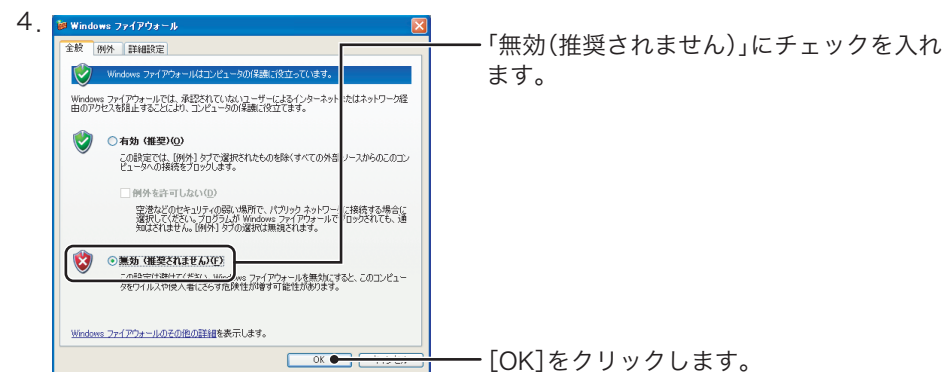 4.
Windows ファイアウォール
全般 例外 詳細設定
Windows ファイアウォールはコンピュータの保護に役立っています。
Windows ファイアウォールでは、承認されていないユーザーによるインターネットまたはネットワーク経
由のアクセスを阻止することにより、コンピュータの保護に役立てます。
有効 (推奨)(O)
この設定では、[例外] タブで選択されたものを除くすべての外部ソースからのこのコン
ピュータへの接続をブロックします。
例外を許可しない(D)
空港などのセキュリティの弱い場所で、パブリック ネットワークに接続する場合に
選択してください。プログラムが Windows ファイアウォールでブロックされても、通
知はされません。[例外] タブの選択は無視されます。
無効 (推奨されません)(F)
この設定は避けてください。Windows ファイアウォールを無効にすると、このコンピュー
タをウイルスや侵入者にさらす危険性が増す可能性があります。
Windows ファイアウォールのその他の詳細を表示します。
OK
「無効(推奨されません)」にチェックを入れ
ます。
[OK]をクリックします。